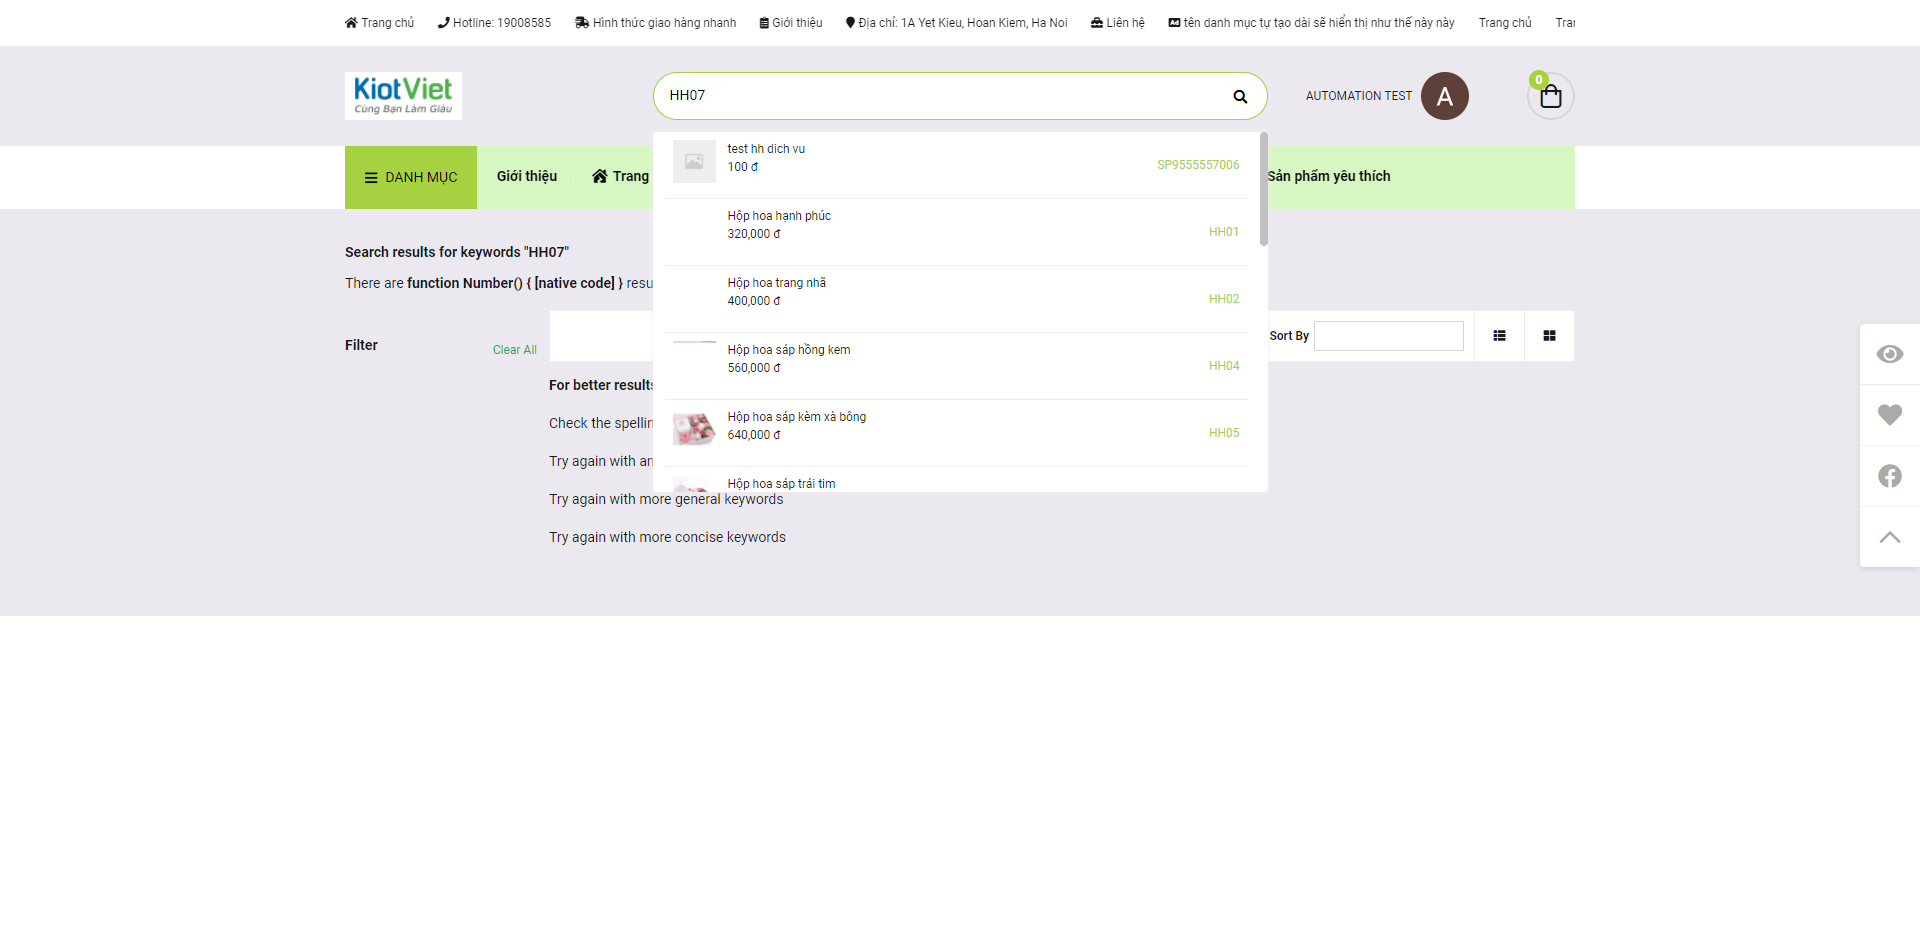 Trang chủ Hotline: 19008585 Hình thức giao hàng nhanh Giới thiệu Địa chỉ: 1A Yet Kieu, Hoan Kiem, Ha Noi Liên hệ tên danh mục tự tạo dài sẽ hiển thị như thế này này Trang chủ
KiotViet
Cùng Bạn Làm Giàu
HH07
AUTOMATION TEST A
0
DANH MỤC Giới thiệu Trang Sản phẩm yêu thích
test hh dich vu
100 đ
SP9555557006
Hộp hoa hạnh phúc
320,000 đ
HH01
Hộp hoa trang nhã
400,000 đ
HH02
Hộp hoa sáp hồng kem
560,000 đ
HH04
Hộp hoa sáp kèm xà bông
640,000 đ
HH05
Hộp hoa sáp trái tim
Search results for keywords "HH07"
There are function Number() { [native code] } resu
Filter
Clear All
Sort By
For better results
Check the spellin
Try again with an
Try again with more general keywords
Try again with more concise keywords